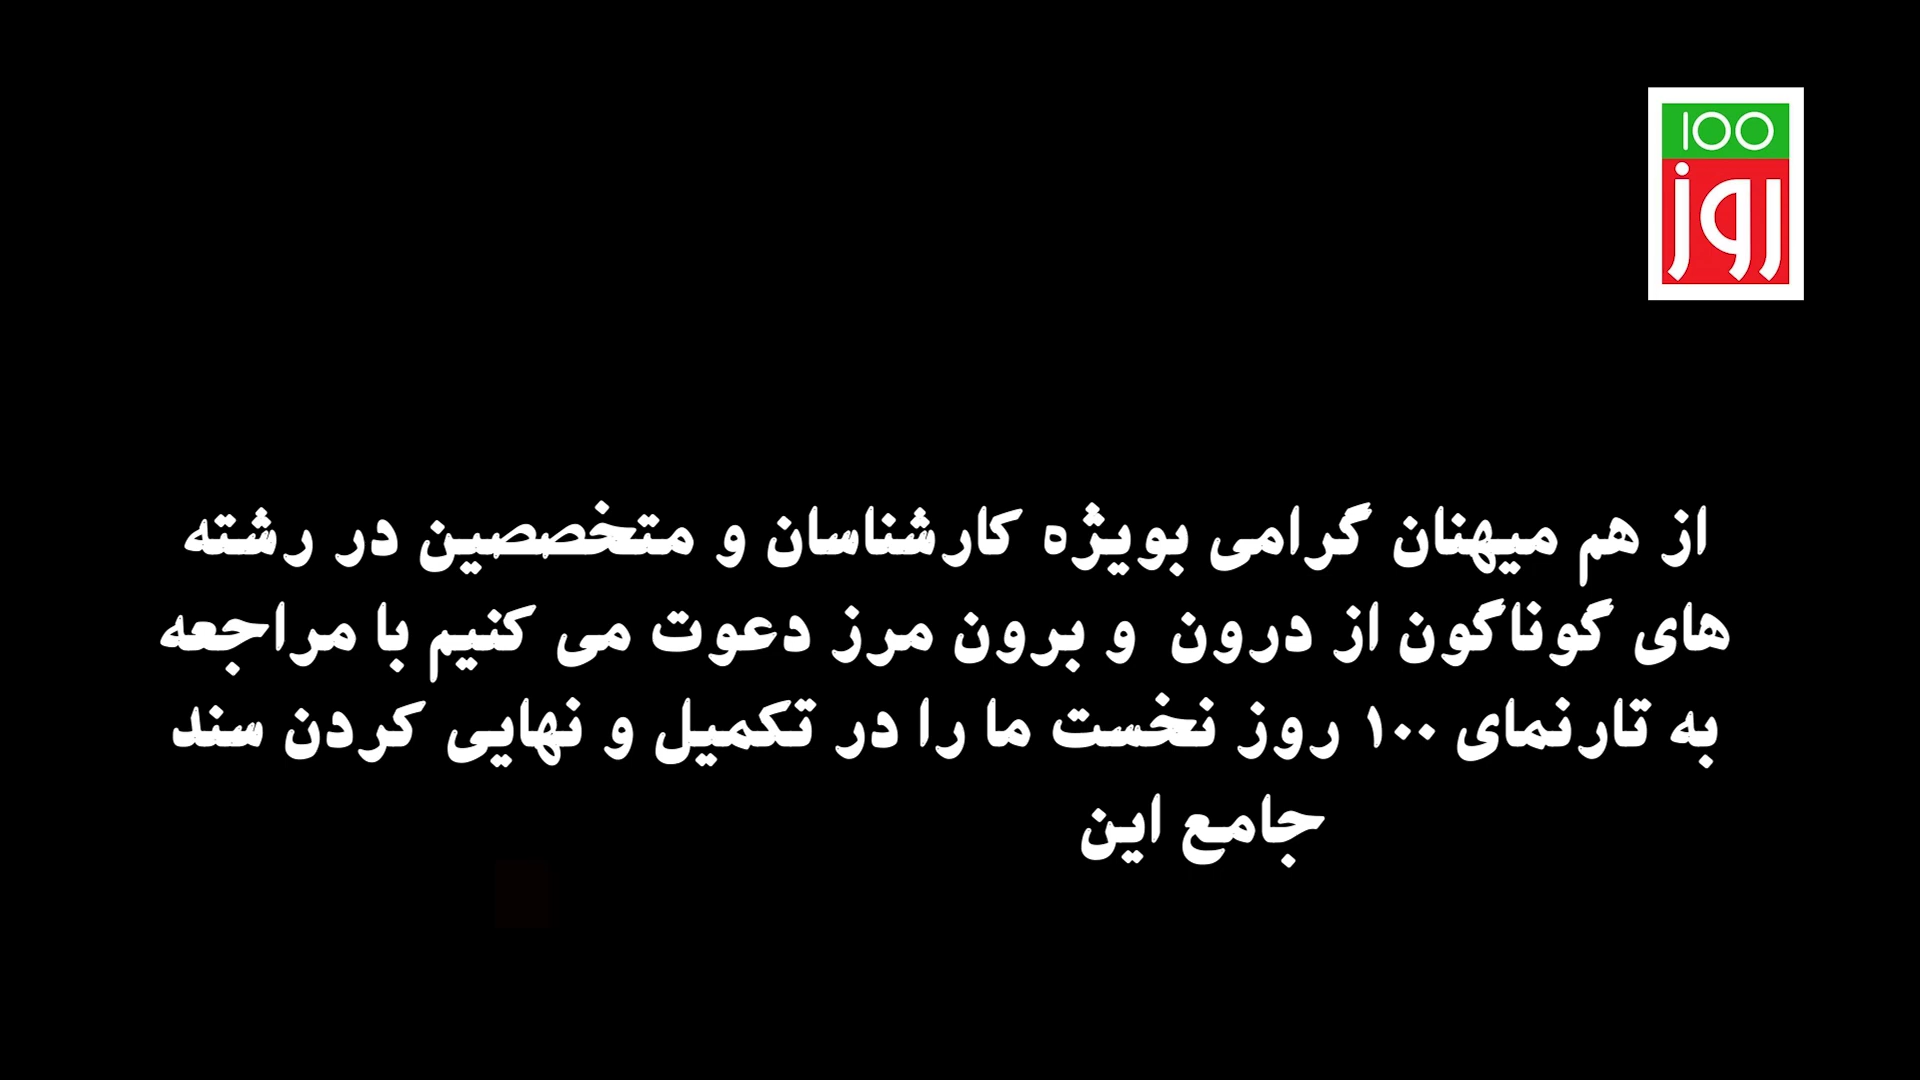 ۱۰۰
روز
از هم میهنان گرامی بویژه کارشناسان و متخصصین در رشته
های گوناگون از درون و برون مرز دعوت می کنیم با مراجعه
به تارنمای ۱۰۰ روز نخست ما را در تکمیل و نهایی کردن سند
جامع این